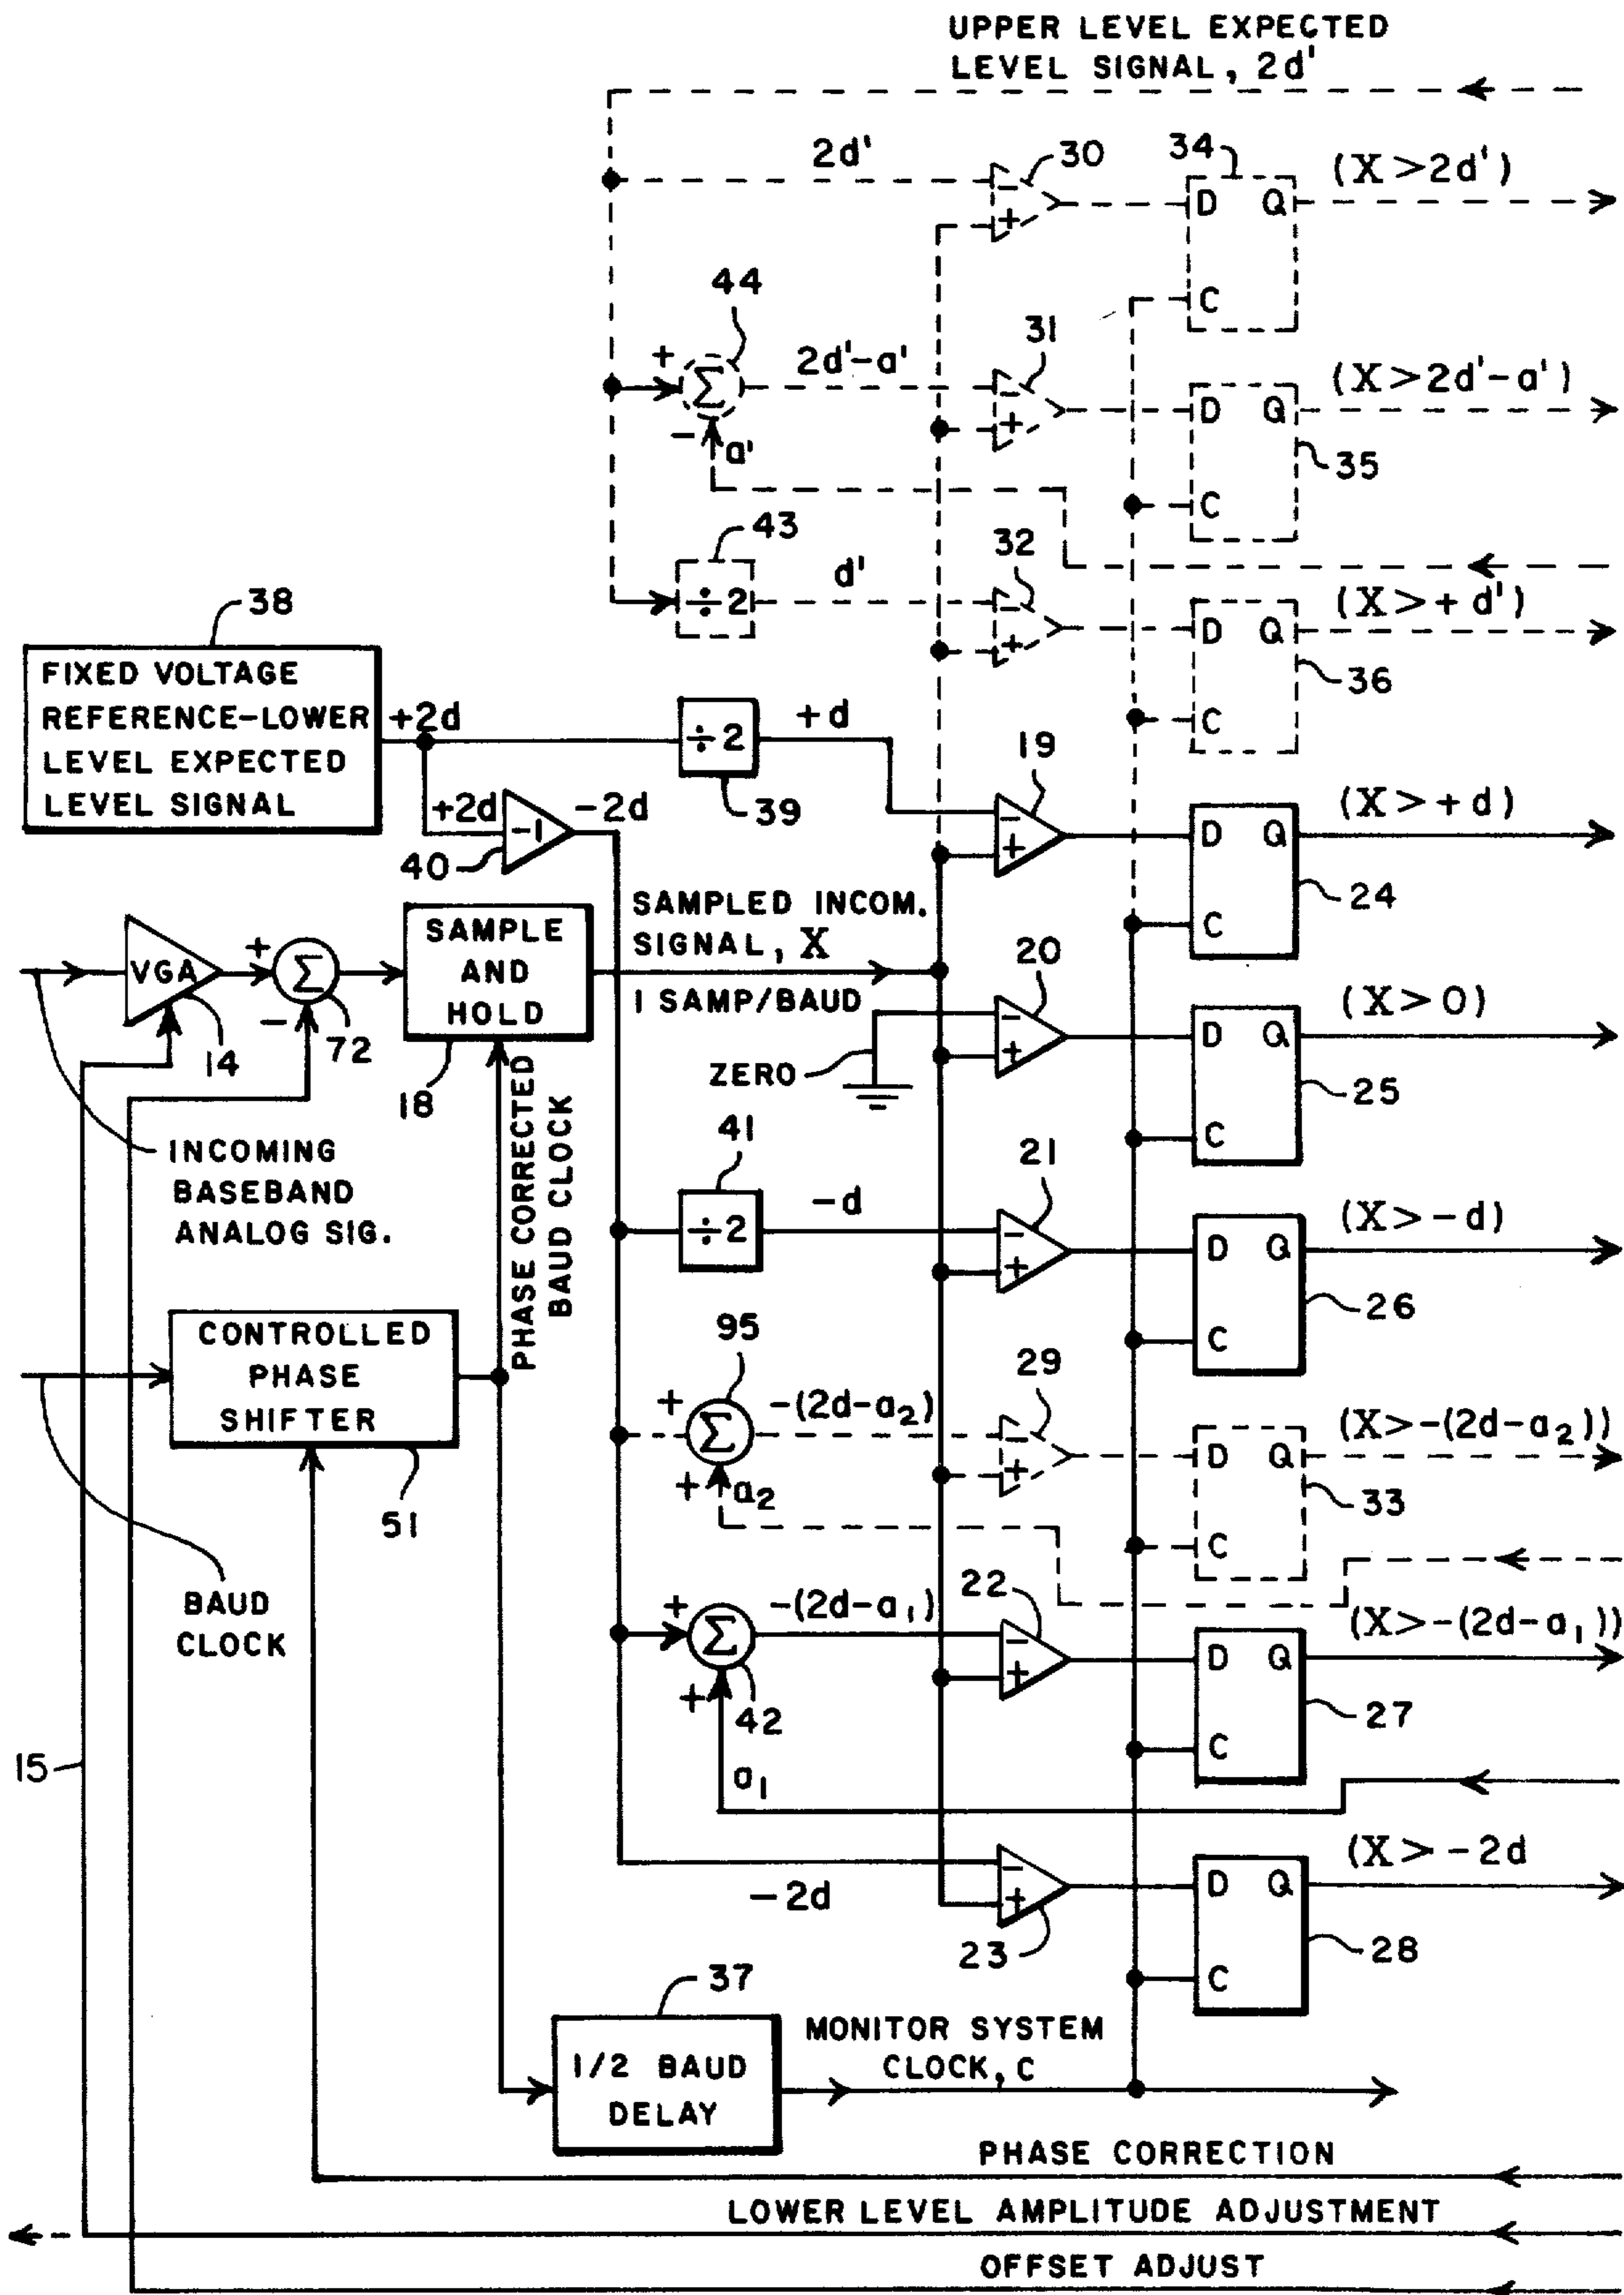 UPPER LEVEL EXPECTED
LEVEL SIGNAL, 2d'
2d'
30
34
(X>2d')
-
+
D Q
C
44
+
Σ
-
a'
2d'-a'
31
-
+
(X>2d'-a')
D Q
C
35
43
÷2
d'
32
-
+
(X>+d')
D Q
C
36
38
FIXED VOLTAGE
REFERENCE-LOWER
LEVEL EXPECTED
LEVEL SIGNAL
+2d
÷2
39
+d
19
-
+
(X>+d)
D Q
C
24
+2d
-1
-2d
40
VGA
14
+
Σ
-
72
SAMPLE
AND
HOLD
18
SAMPLED INCOM.
SIGNAL, X
1 SAMP/BAUD
20
-
+
ZERO
(X>0)
D Q
C
25
INCOMING
BASEBAND
ANALOG SIG.
PHASE CORRECTED
BAUD CLOCK
41
÷2
-d
21
-
+
(X>-d)
D Q
C
26
CONTROLLED
PHASE
SHIFTER
51
BAUD
CLOCK
95
+
Σ
+
a2
-(2d-a2)
29
-
+
(X>-(2d-a2))
D Q
C
33
+
Σ
+
42
a1
-(2d-a1)
22
-
+
(X>-(2d-a1))
D Q
C
27
15
-2d
-
+
23
(X>-2d
D Q
C
28
37
1/2 BAUD
DELAY
MONITOR SYSTEM
CLOCK, C
PHASE CORRECTION
LOWER LEVEL AMPLITUDE ADJUSTMENT
OFFSET ADJUST